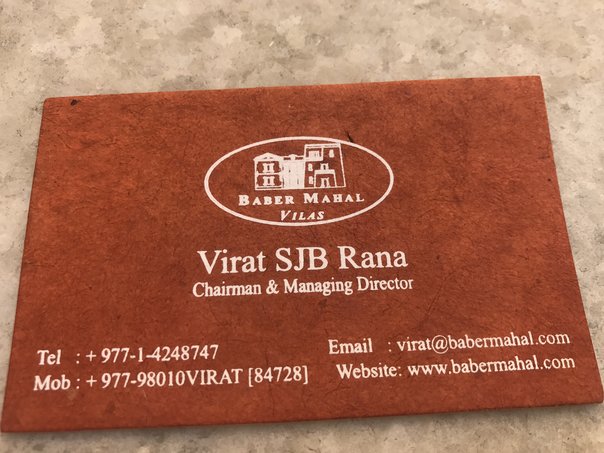 BABER MAHAL
VILAS
Virat SJB Rana
Chairman & Managing Director
Tel : + 977-1-4248747
Mob : + 977-98010VIRAT [84728]
Email : virat@babermahal.com
Website: www.babermahal.com